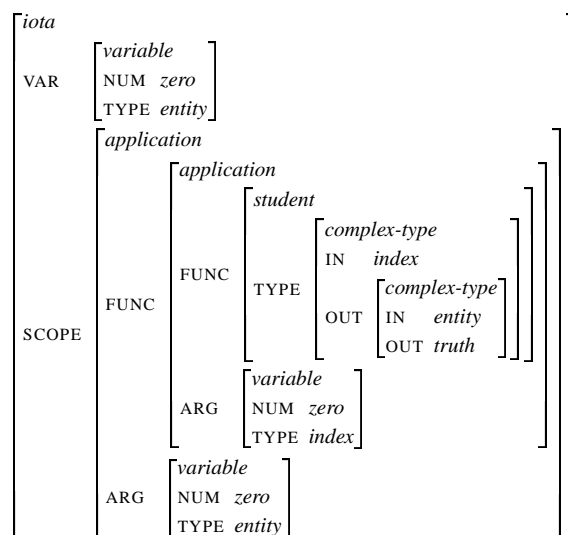 iota
variable
VAR NUM zero
TYPE entity
application
application
student
complex-type
FUNC IN index
TYPE complex-type
FUNC OUT IN entity
SCOPE OUT truth
variable
ARG NUM zero
TYPE index
variable
ARG NUM zero
TYPE entity